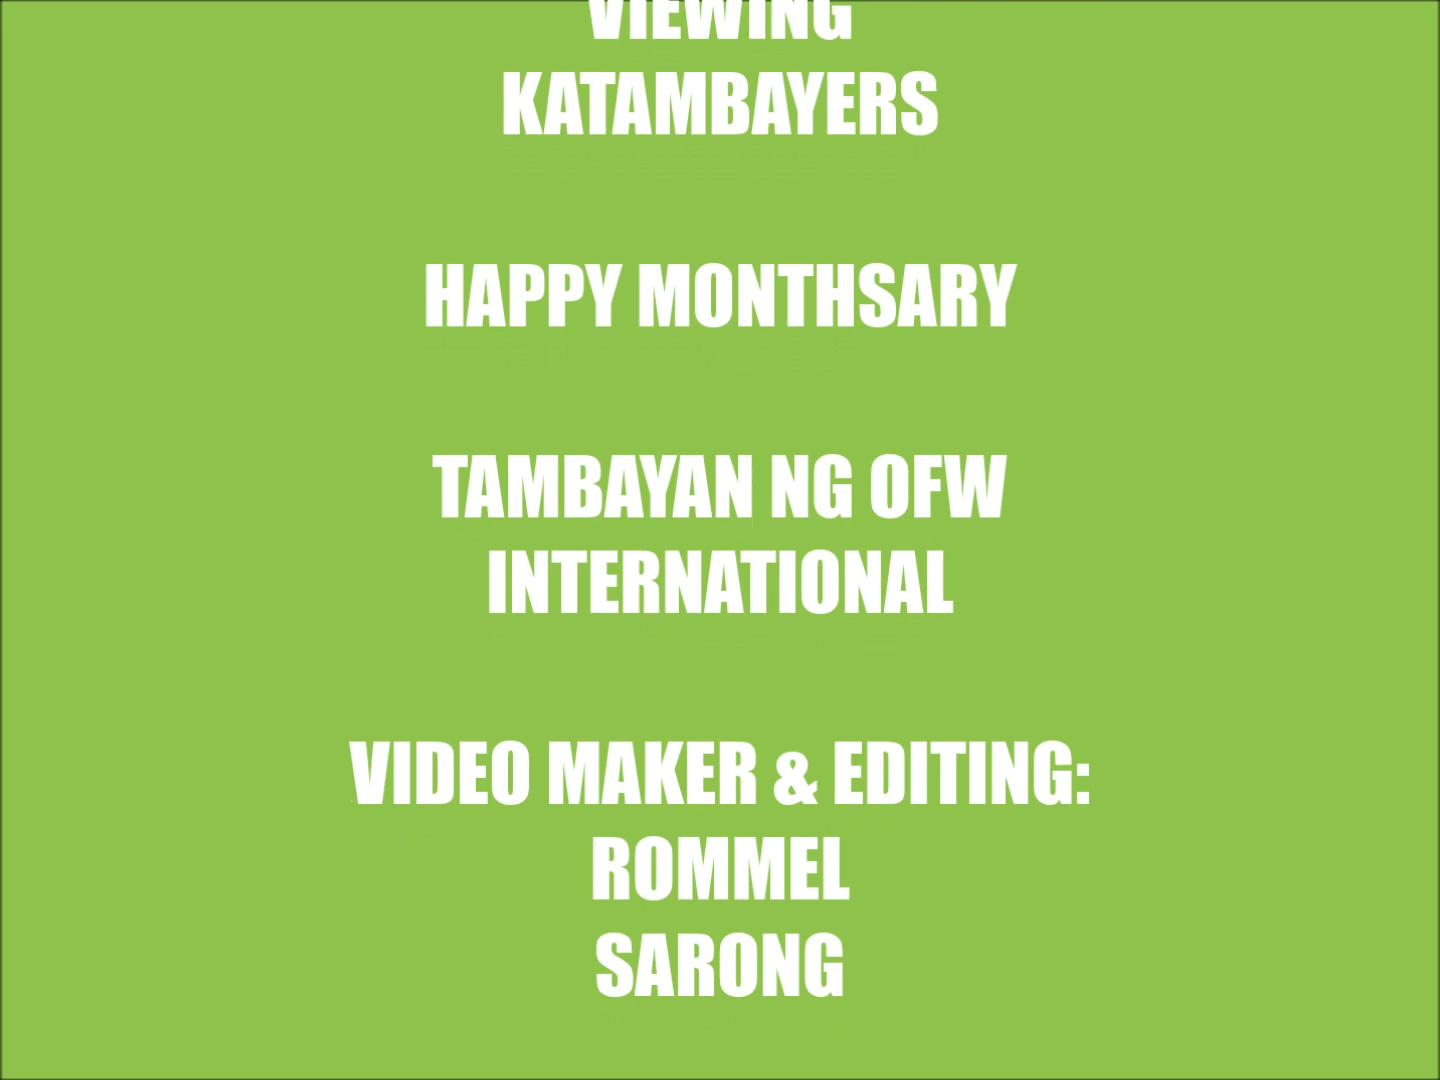 VIEWING
KATAMBAYERS
HAPPY MONTHSARY
TAMBAYAN NG OFW
INTERNATIONAL
VIDEO MAKER & EDITING:
ROMMEL
SARONG